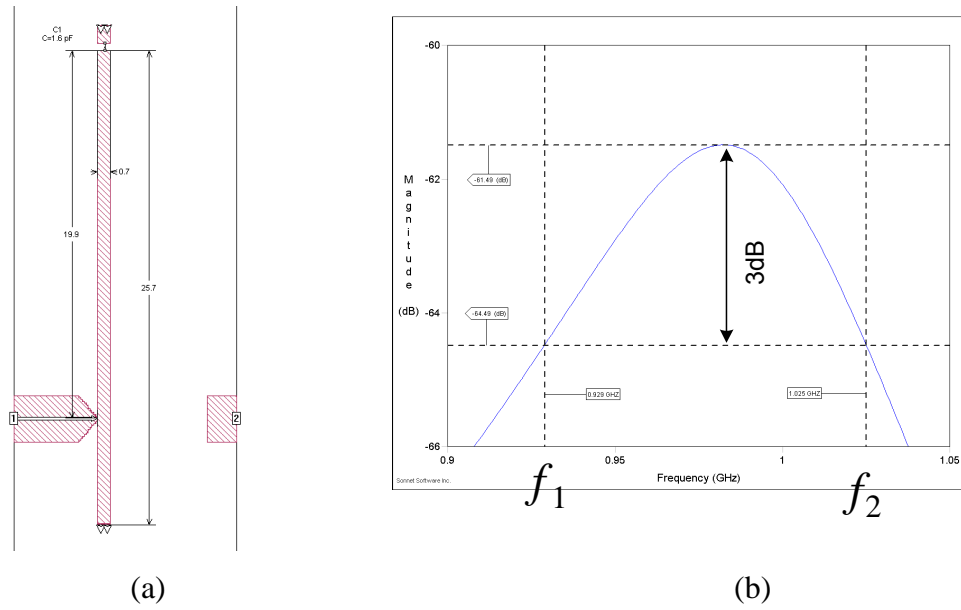 C1
C=1.6 pF
0.7
19.9
25.7
1
2
(a)
-60
-62
-64
-66
Magnitude
(dB)
-61.49 (dB)
-64.49 (dB)
3dB
0.929 GHZ
1.025 GHZ
0.9
0.95
1
1.05
Frequency (GHz)
Sonnet Software Inc.
f1
f2
(b)